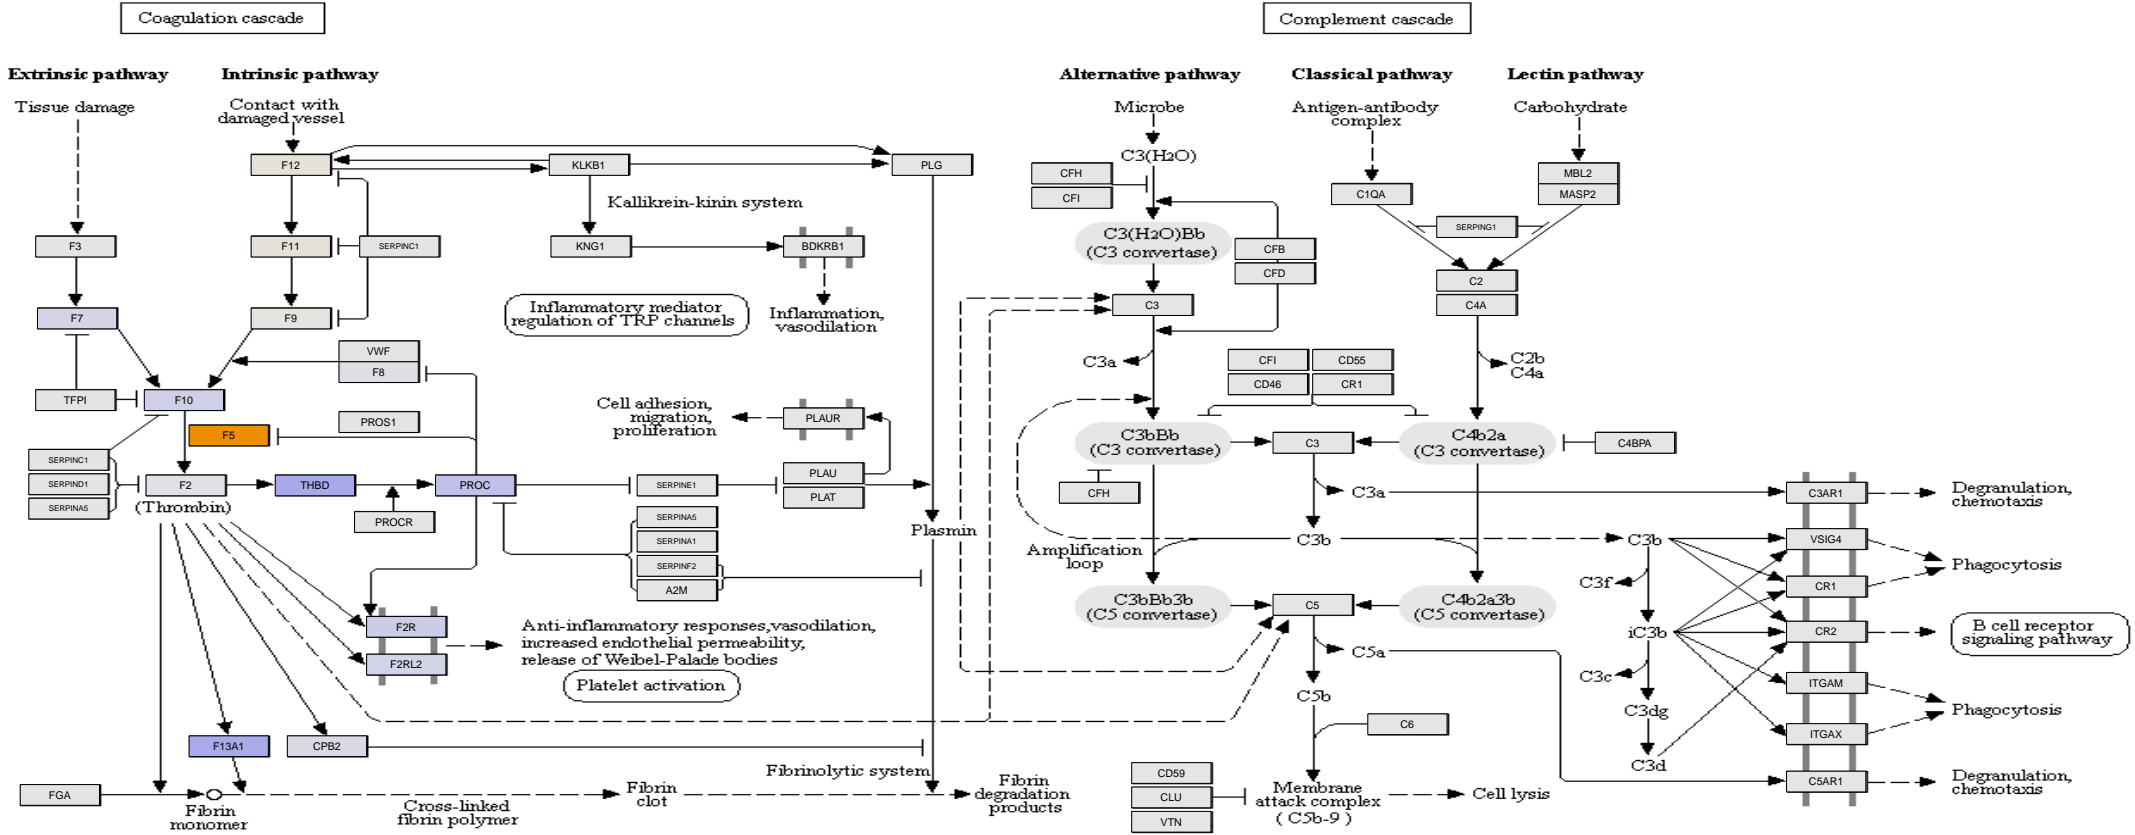 Coagulation cascade
Complement cascade
Extrinsic pathway
Intrinsic pathway
Alternative pathway
Classical pathway
Lectin pathway
Tissue damage
Contact with
damaged vessel
Microbe
Antigen-antibody
complex
Carbohydrate
F12
KLKB1
PLG
C3(H2O)
CFH
CFI
C1QA
MBL2
MASP2
Kallikrein-kinin system
F3
F11
SERPINC1
KNG1
BDKRB1
C3(H2O)Bb
(C3 convertase)
CFB
CFD
SERPING1
C2
C4A
F7
F9
Inflammatory mediator
regulation of TRP channels
Inflammation,
vasodilation
C3
VWF
F8
C3a
CFI
CD55
CD46
CR1
C2b
C4a
TFPI
F10
PROS1
F5
Cell adhesion,
migration,
proliferation
PLAUR
C3bBb
(C3 convertase)
C3
C4b2a
(C3 convertase)
C4BPA
SERPINC1
SERPIND1
SERPINA5
F2
(Thrombin)
THBD
PROC
PROCR
SERPINE1
PLAU
PLAT
CFH
C3a
C3AR1
Degranulation,
chemotaxis
SERPINA5
SERPINA1
SERPINF2
A2M
Plasmin
Amplification
loop
C3b
C3b
VSIG4
Phagocytosis
C3f
CR1
C3bBb3b
(C5 convertase)
C5
C4b2a3b
(C5 convertase)
F2R
F2RL2
Anti-inflammatory responses,vasodilation,
increased endothelial permeability,
release of Weibel-Palade bodies
Platelet activation
iC3b
CR2
B cell receptor
signaling pathway
C5a
C3c
ITGAM
C5b
C3dg
Phagocytosis
C6
ITGAX
F13A1
CPB2
C3d
Fibrinolytic system
CD59
CLU
VTN
C5AR1
Degranulation,
chemotaxis
FGA
Fibrin
monomer
Cross-linked
fibrin polymer
Fibrin
clot
Fibrin
degradation
products
Membrane
attack complex
( C5b-9 )
Cell lysis